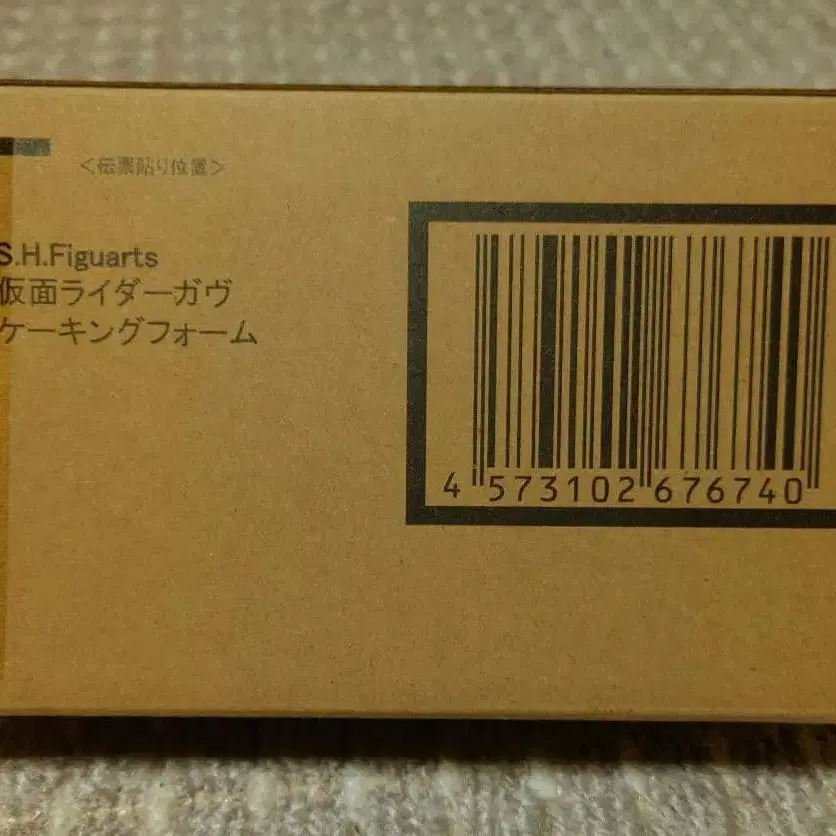 <伝票貼り位置>
S.H.Figuarts
仮面ライダーガヴ
ケーキングフォーム
4 573102 676740